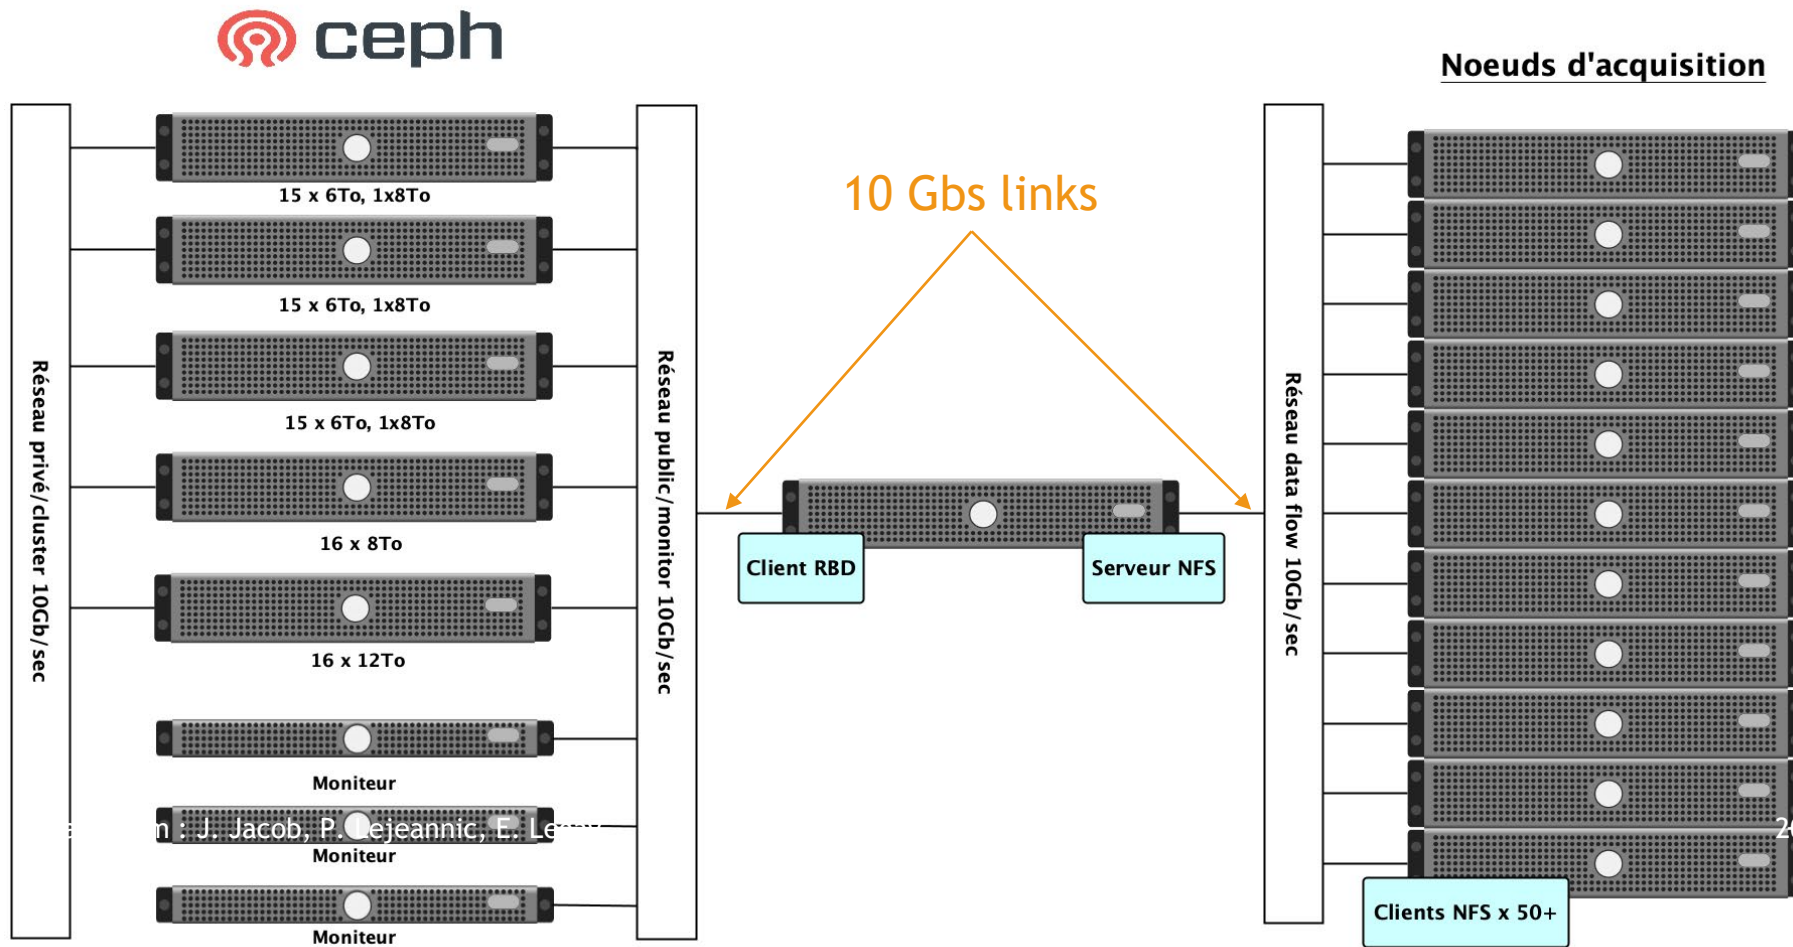 ceph
Noeuds d'acquisition
10 Gbs links
15 x 6To, 1x8To
15 x 6To, 1x8To
15 x 6To, 1x8To
16 x 8To
16 x 12To
Moniteur
Moniteur
Moniteur
Réseau privé/cluster 10Gb/sec
Réseau public/monitor 10Gb/sec
Client RBD
Serveur NFS
Réseau data flow 10Gb/sec
Clients NFS x 50+
: J. Jacob, P. Lejeannic, E.